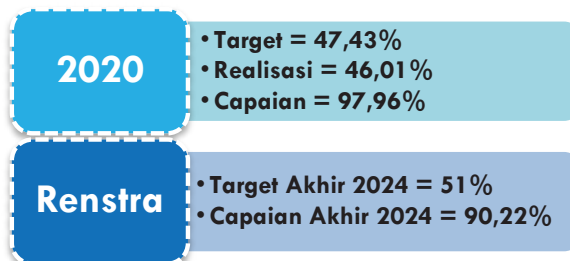 2020
• Target = 47,43%
• Realisasi = 46,01%
• Capaian = 97,96%
Renstra
• Target Akhir 2024 = 51%
• Capaian Akhir 2024 = 90,22%